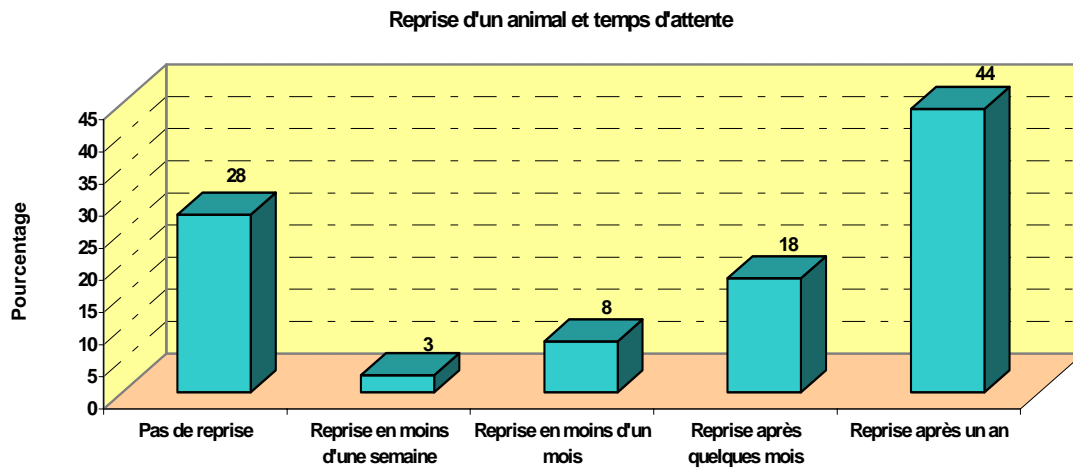 Reprise d'un animal et temps d'attente
44
45
40
35
30
25
20
15
10
5
0
28
3
8
18
Pourcentage
Pas de reprise
Reprise en moins
d'une semaine
Reprise en moins d'un
mois
Reprise après
quelques mois
Reprise après un an